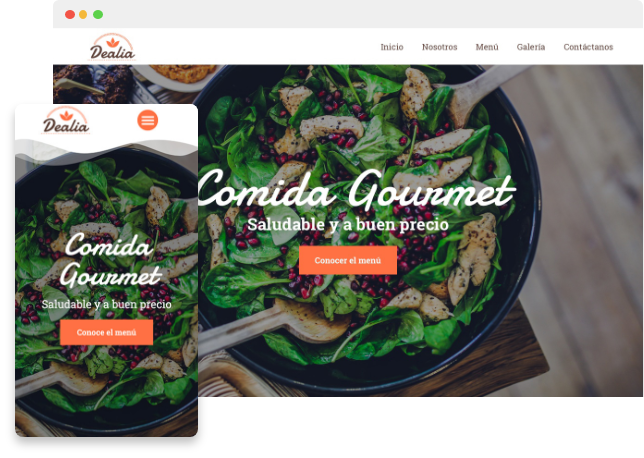 Dealia
Inicio Nosotros Menú Galería Contáctanos
Comida Gourmet
Saludable y a buen precio
Conocer el menú
Dealia
Comida
Gourmet
Saludable y a buen precio
Conoce el menú